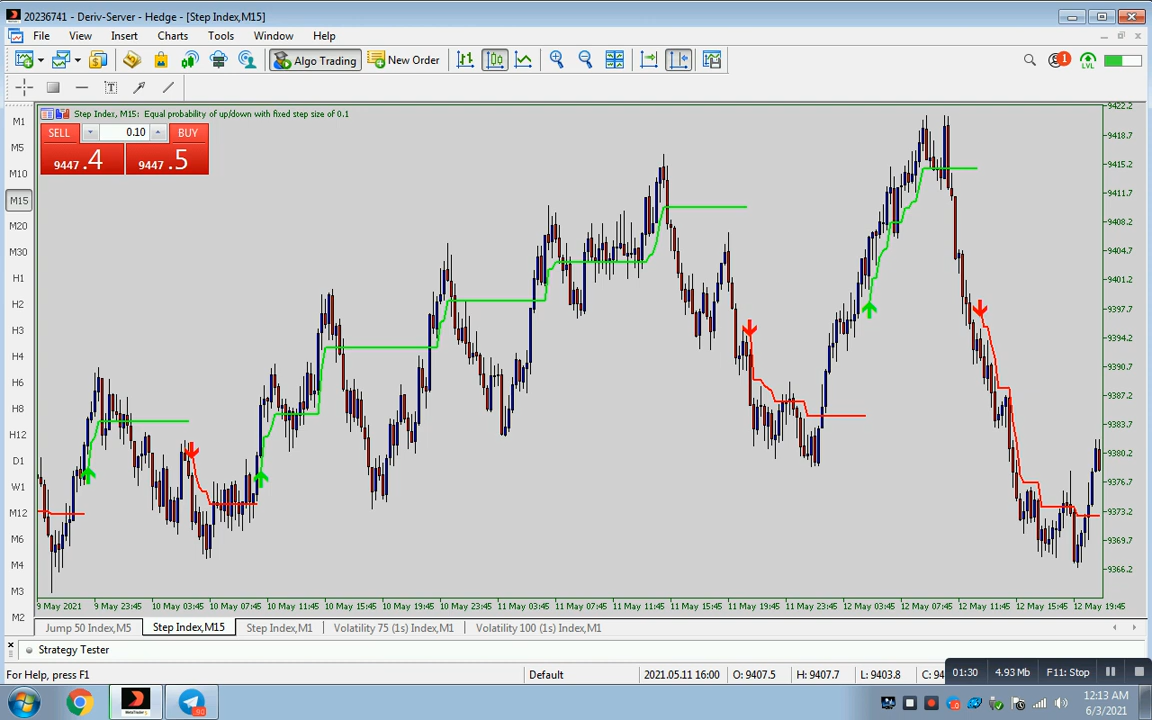 20236741 - Deriv-Server - Hedge - [Step Index,M15]
File View Insert Charts Tools Window Help
Algo Trading New Order
1
LVL
T
Step Index, M15: Equal probability of up/down with fixed step size of 0.1
SELL 0.10 BUY
9447 .4 9447 .5
M1
M5
M10
M15
M20
M30
H1
H2
H3
H4
H6
H8
H12
D1
W1
M12
M6
M4
M3
M2
9422.2
9418.7
9415.2
9411.7
9408.2
9404.7
9401.2
9397.7
9394.2
9390.7
9387.2
9383.7
9380.2
9376.7
9373.2
9369.7
9366.2
9 May 2021 9 May 23:45 10 May 03:45 10 May 07:45 10 May 11:45 10 May 15:45 10 May 19:45 10 May 23:45 11 May 03:45 11 May 07:45 11 May 11:45 11 May 15:45 11 May 19:45 11 May 23:45 12 May 03:45 12 May 07:45 12 May 11:45 12 May 15:45 12 May 19:45
Jump 50 Index,M5 Step Index,M15 Step Index,M1 Volatility 75 (1s) Index,M1 Volatility 100 (1s) Index,M1
Strategy Tester
For Help, press F1 Default 2021.05.11 16:00 O: 9407.5 H: 9407.7 L: 9403.8 C: 94
01:30 4.93 Mb F11: Stop
12:13 AM
6/3/2021